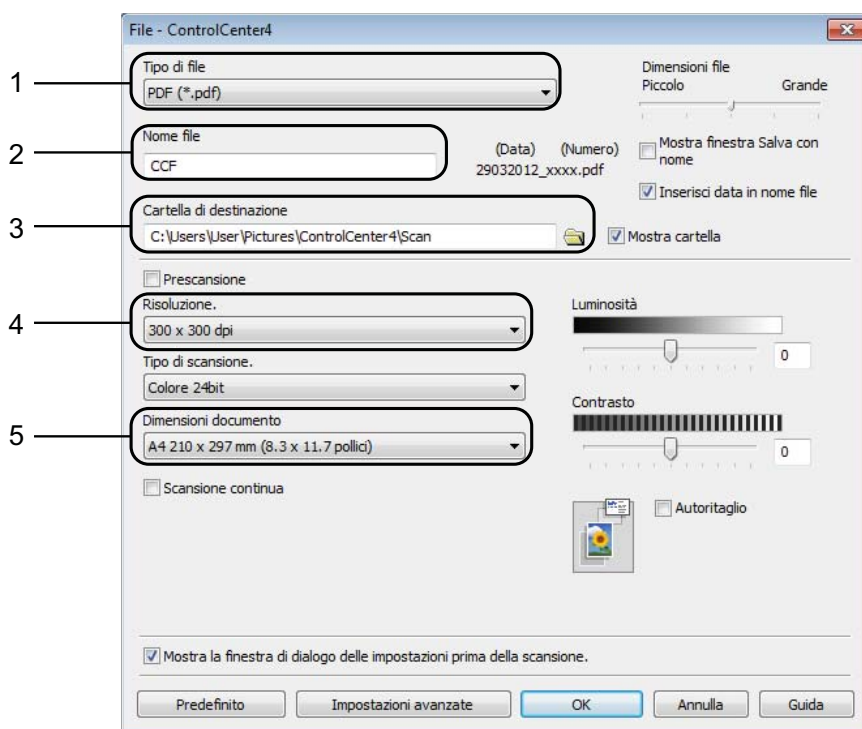 File - ControlCenter4
1
Tipo di file
PDF (*.pdf)
Dimensioni file
Piccolo Grande
2
Nome file
CCF
(Data) (Numero)
29032012_xxxx.pdf
Mostra finestra Salva con
nome
Inserisci data in nome file
3
Cartella di destinazione
C:\Users\User\Pictures\ControlCenter4\Scan
Mostra cartella
Prescansione
4
Risoluzione.
300 x 300 dpi
Luminosità
0
Tipo di scansione.
Colore 24bit
Contrasto
0
5
Dimensioni documento
A4 210 x 297 mm (8.3 x 11.7 pollici)
Scansione continua
Autoritaglio
Mostra la finestra di dialogo delle impostazioni prima della scansione.
Predefinito Impostazioni avanzate OK Annulla Guida